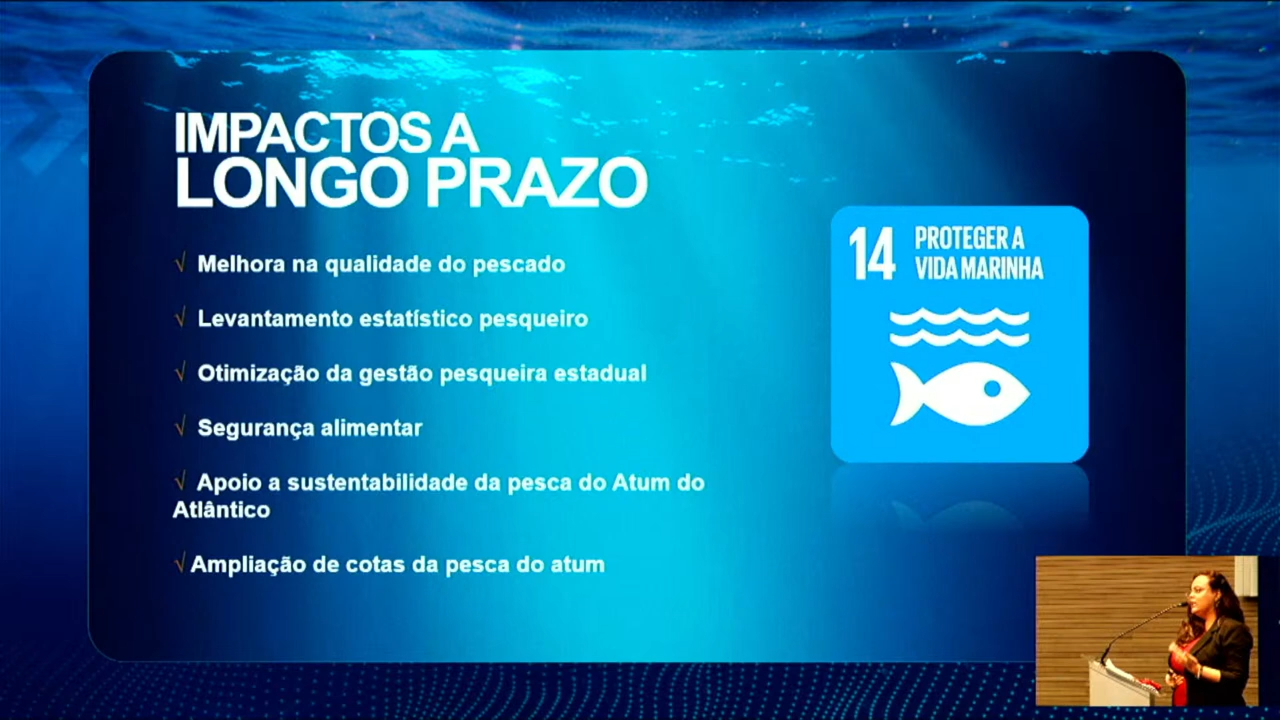 IMPACTOS A
LONGO PRAZO
√ Melhora na qualidade do pescado
√ Levantamento estatístico pesqueiro
√ Otimização da gestão pesqueira estadual
√ Segurança alimentar
√ Apoio a sustentabilidade da pesca do Atum do
Atlântico
√ Ampliação de cotas da pesca do atum
14 PROTEGER A
VIDA MARINHA